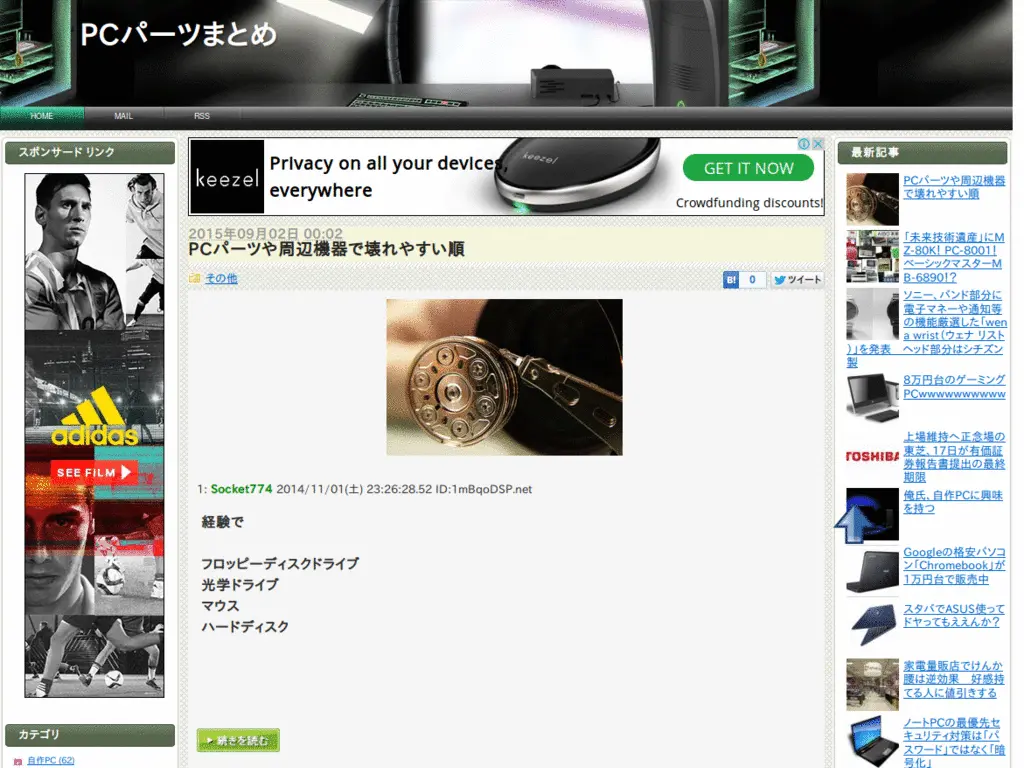 PCパーツまとめ
HOME
MAIL
RSS
スポンサード リンク
adidas
SEE FILM
カテゴリ
自作PC (62)
keezel
Privacy on all your devices,
everywhere
keezel
GET IT NOW
Crowdfunding discounts!
2015年09月02日 00:02
PCパーツや周辺機器で壊れやすい順
その他
B! 0
ツイート
1: Socket774 2014/11/01(土) 23:26:28.52 ID:1mBqoDSP.net
経験で
フロッピーディスクドライブ
光学ドライブ
マウス
ハードディスク
続きを読む
最新記事
PCパーツや周辺機器
で壊れやすい順
「未来技術遺産」にM
Z-80K! PC-8001!
ベーシックマスターM
B-6890!?
ソニー、バンド部分に
電子マネーや通知等
の機能厳選した「wen
a wrist（ウェナ リスト
）」を発表　ヘッド部分はシチズン
製
8万円台のゲーミング
PCwwwwwwwwww
TOSHIBA
上場維持へ正念場の
東芝、17日が有価証
券報告書提出の最終
期限
俺氏、自作PCに興味
を持つ
Googleの格安パソコ
ン「Chromebook」が
1万円台で販売中
スタバでASUS使って
ドヤってもええんか？
家電量販店でけんか
腰は逆効果　好感持
てる人に値引きする
ノートPCの最優先セ
キュリティ対策は「パ
スワード」ではなく「暗
号化」